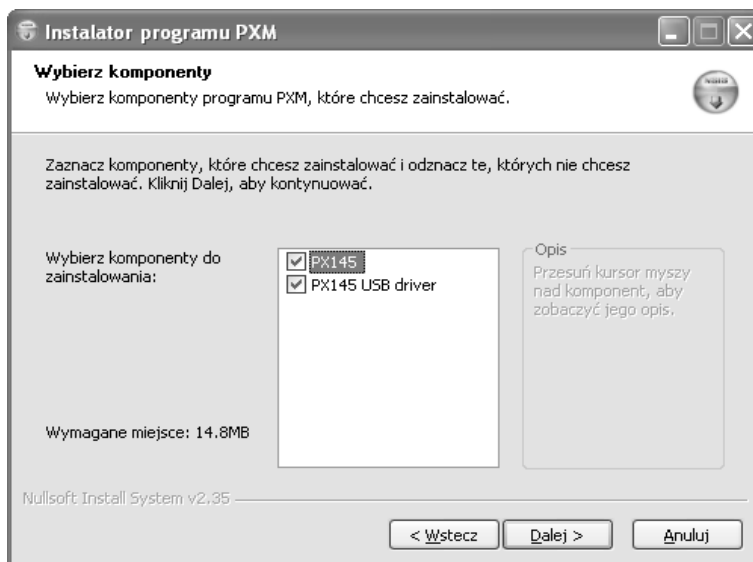 Instalator programu PXM
Wybierz komponenty
Wybierz komponenty programu PXM, które chcesz zainstalować.
Zaznacz komponenty, które chcesz zainstalować i odznacz te, których nie chcesz
zainstalować. Kliknij Dalej, aby kontynuować.
Wybierz komponenty do
zainstalowania:
PX145
PX145 USB driver
Opis
Przesuń kursor myszy
nad komponent, aby
zobaczyć jego opis.
Wymagane miejsce: 14.8MB
Nullsoft Install System v2.35
< Wstecz
Dalej >
Anuluj